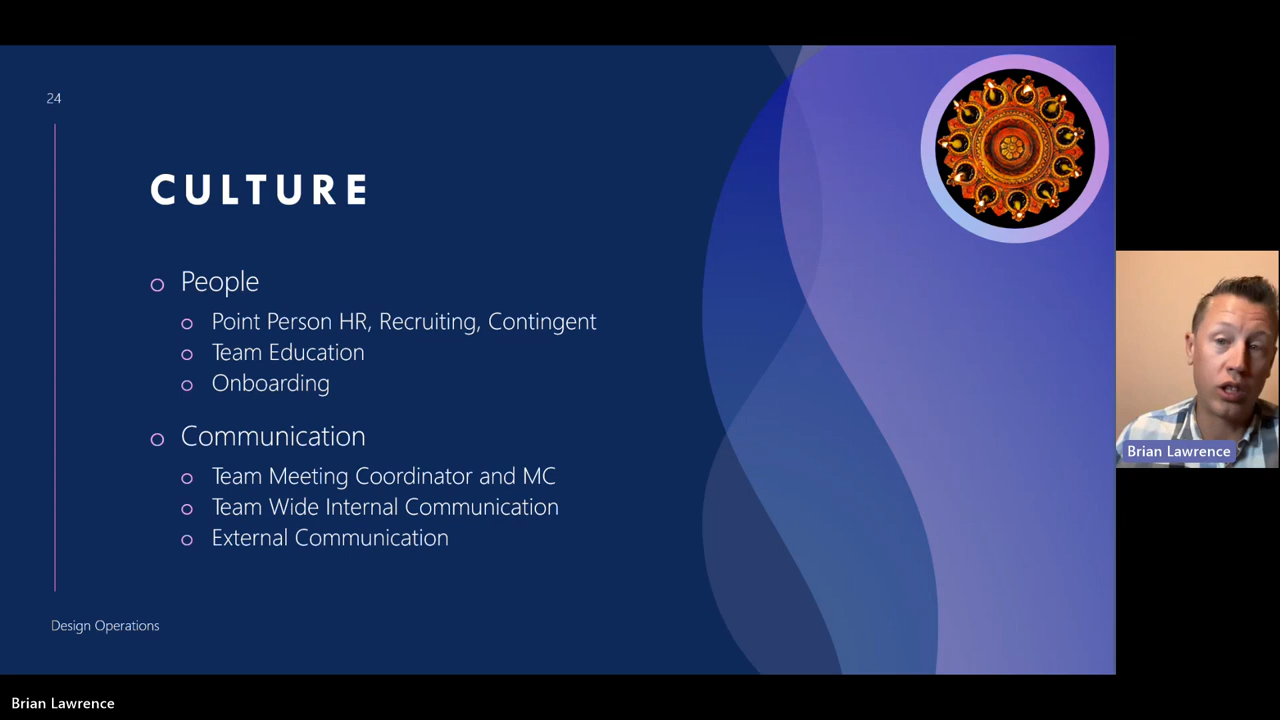 24
CULTURE
People
Point Person HR, Recruiting, Contingent
Team Education
Onboarding
Communication
Team Meeting Coordinator and MC
Team Wide Internal Communication
External Communication
Design Operations
Brian Lawrence
Brian Lawrence